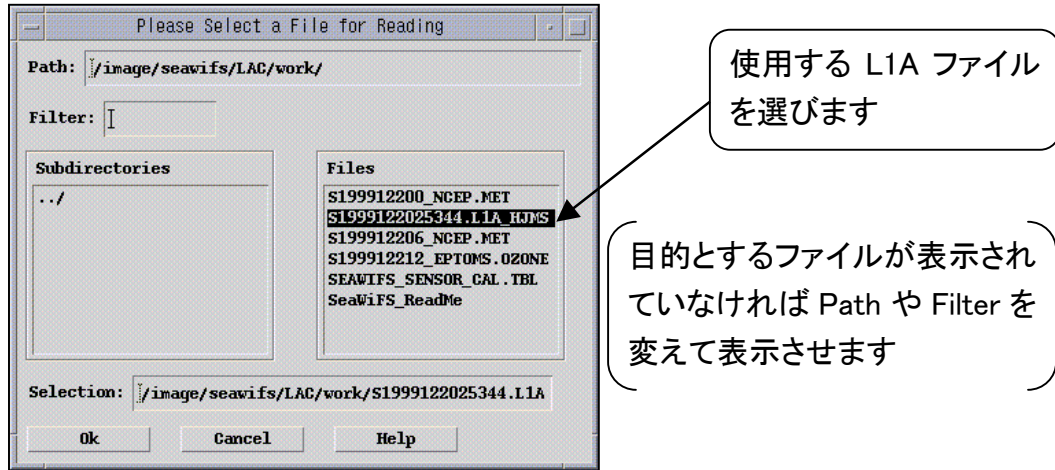 Please Select a File for Reading
Path: /image/seawifs/LAC/work/
Filter:
Subdirectories
../
Files
S199912200_NCEP.MET
S1999122025344.L1A_HJMS
S199912206_NCEP.MET
S199912212_EPTOMS.OZONE
SEAWIFS_SENSOR_CAL.TBL
SeaWiFS_ReadMe
Selection: /image/seawifs/LAC/work/S1999122025344.L1A
Ok Cancel Help
使用する L1A ファイル
を選びます
目的とするファイルが表示され
ていなければ Path や Filter を
変えて表示させます